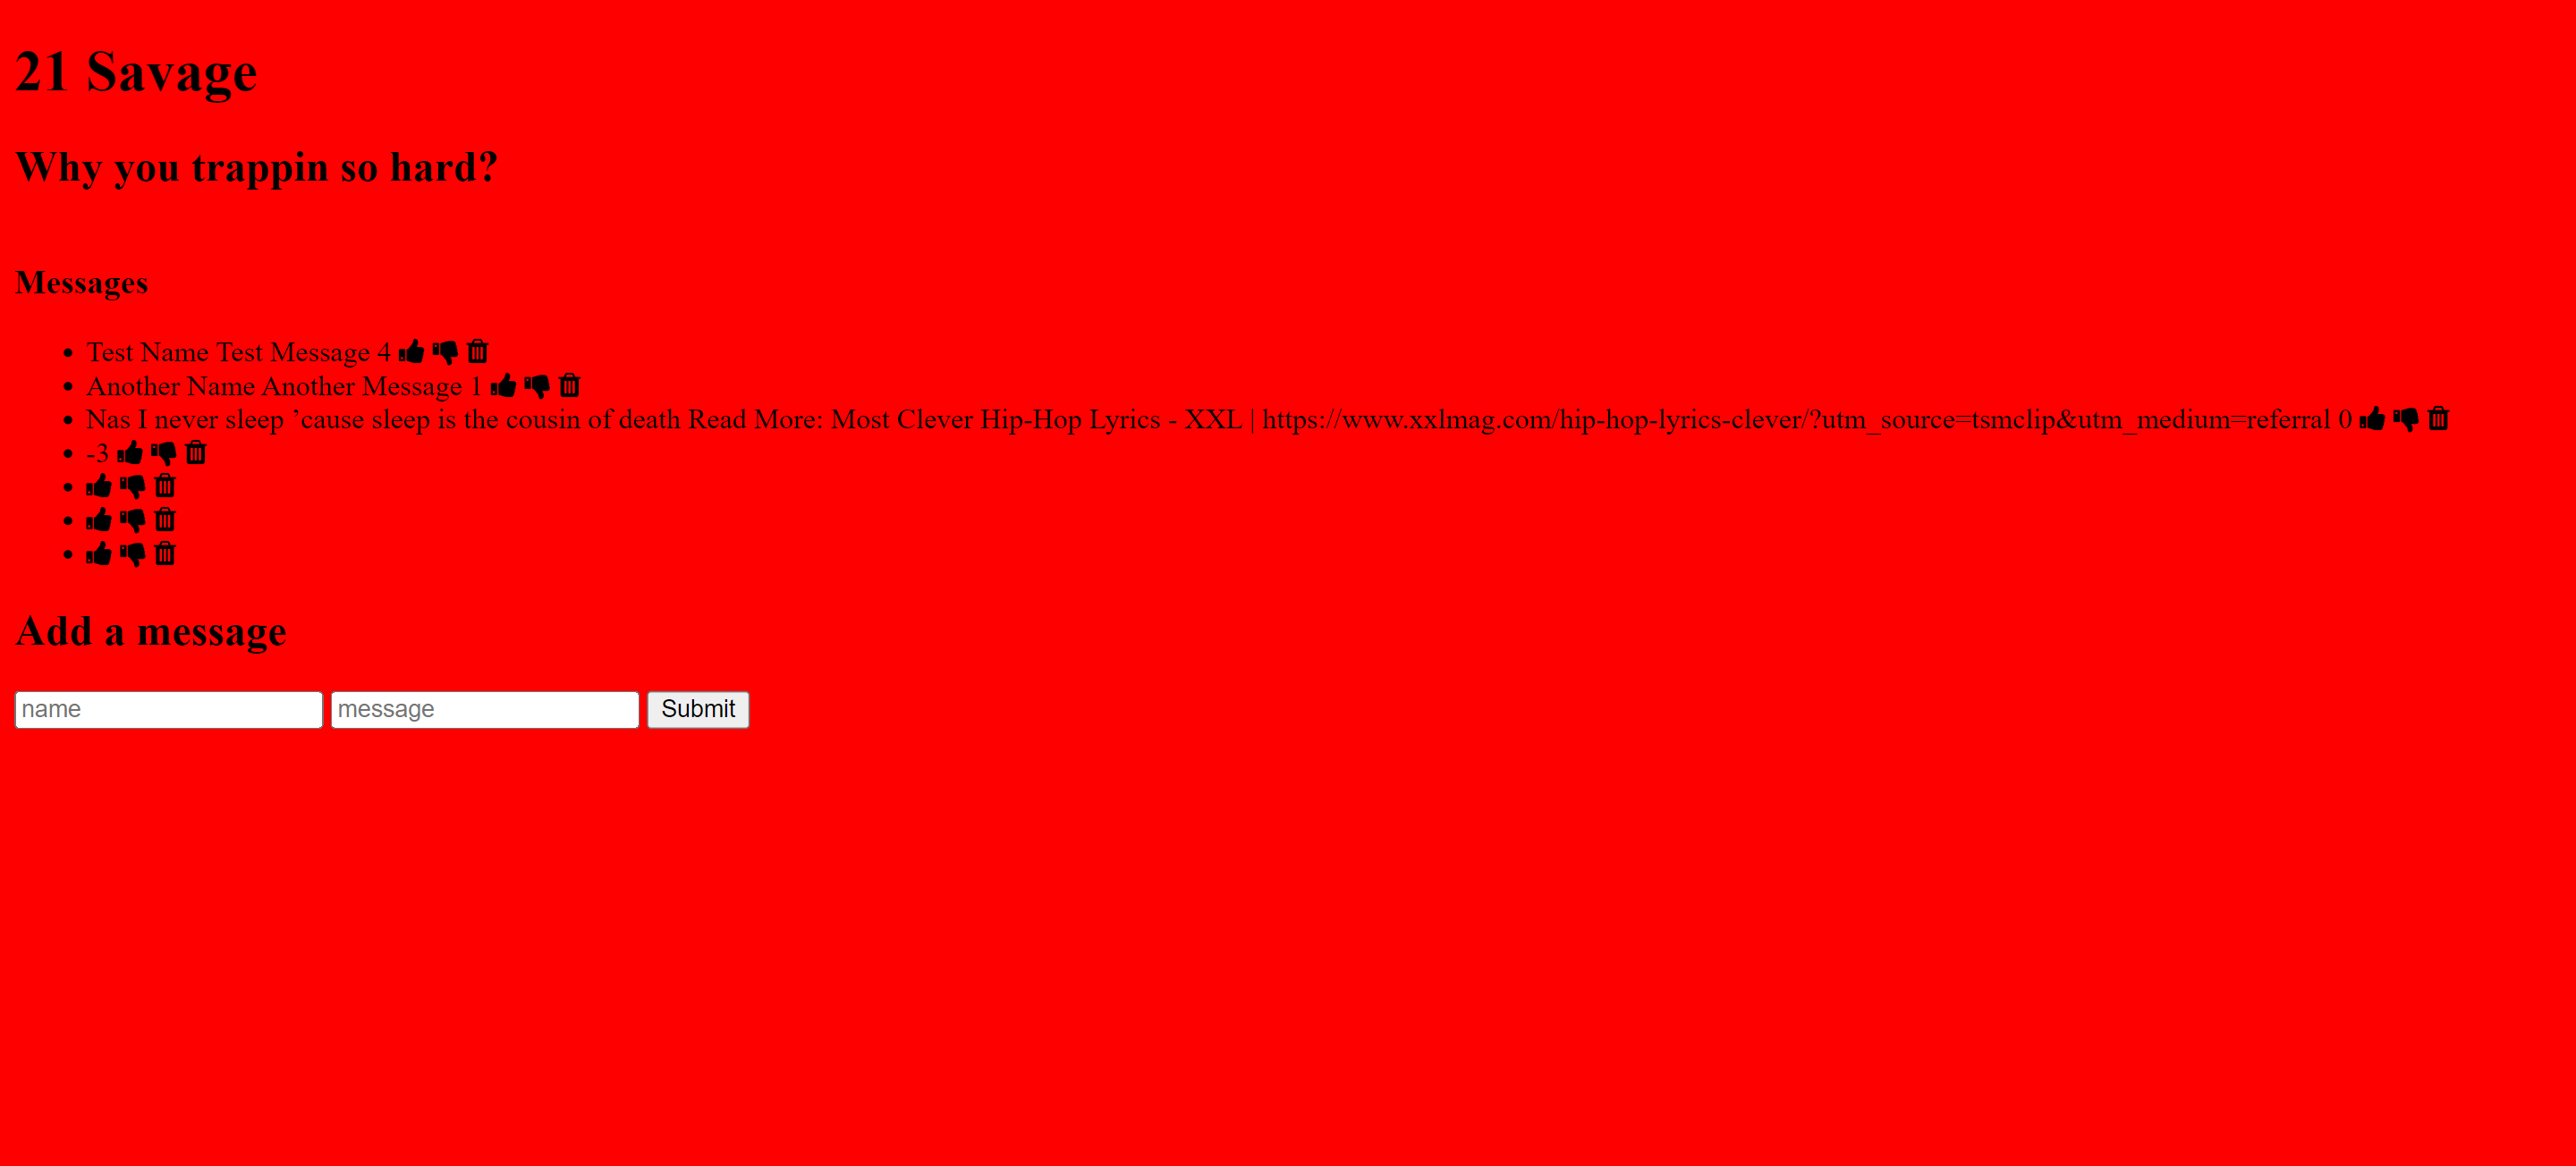 21 Savage
Why you trappin so hard?
Messages
Test Name Test Message 4
Another Name Another Message 1
Nas I never sleep ’cause sleep is the cousin of death Read More: Most Clever Hip-Hop Lyrics - XXL | https://www.xxlmag.com/hip-hop-lyrics-clever/?utm_source=tsmclip&utm_medium=referral 0
-3
Add a message
name message Submit